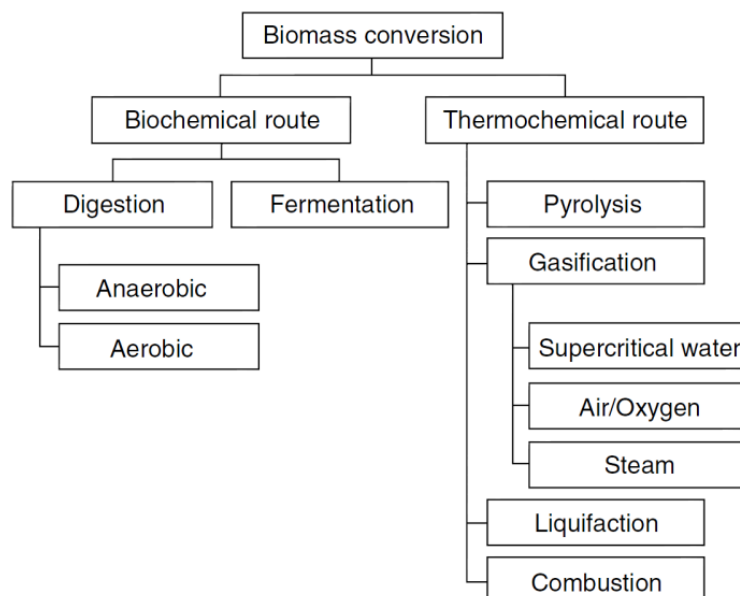 Biomass conversion
Biochemical route
Thermochemical route
Digestion
Fermentation
Anaerobic
Aerobic
Pyrolysis
Gasification
Supercritical water
Air/Oxygen
Steam
Liquifaction
Combustion